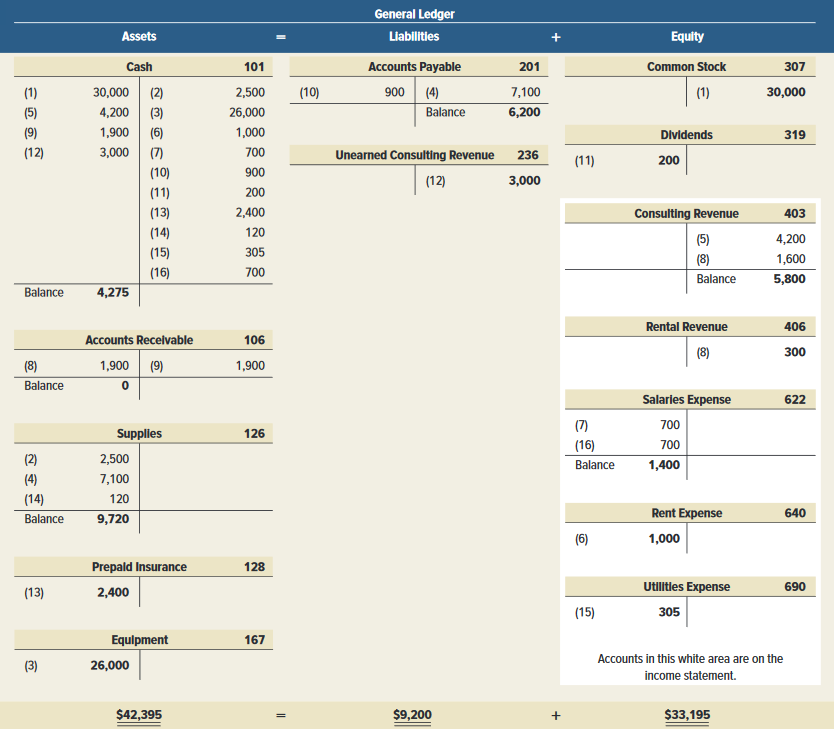 General Ledger
Assets = Liabilities + Equity
Cash 101
(1) 30,000 (2) 2,500
(5) 4,200 (3) 26,000
(9) 1,900 (6) 1,000
(12) 3,000 (7) 700
(10) 900
(11) 200
(13) 2,400
(14) 120
(15) 305
(16) 700
Balance 4,275
Accounts Receivable 106
(8) 1,900 (9) 1,900
Balance 0
Supplies 126
(2) 2,500
(4) 7,100
(14) 120
Balance 9,720
Prepaid Insurance 128
(13) 2,400
Equipment 167
(3) 26,000
Accounts Payable 201
(10) 900 (4) 7,100
Balance 6,200
Unearned Consulting Revenue 236
(12) 3,000
Common Stock 307
(1) 30,000
Dividends 319
(11) 200
Consulting Revenue 403
(5) 4,200
(8) 1,600
Balance 5,800
Rental Revenue 406
(8) 300
Salaries Expense 622
(7) 700
(16) 700
Balance 1,400
Rent Expense 640
(6) 1,000
Utilities Expense 690
(15) 305
Accounts in this white area are on the
income statement.
$42,395 = $9,200 + $33,195